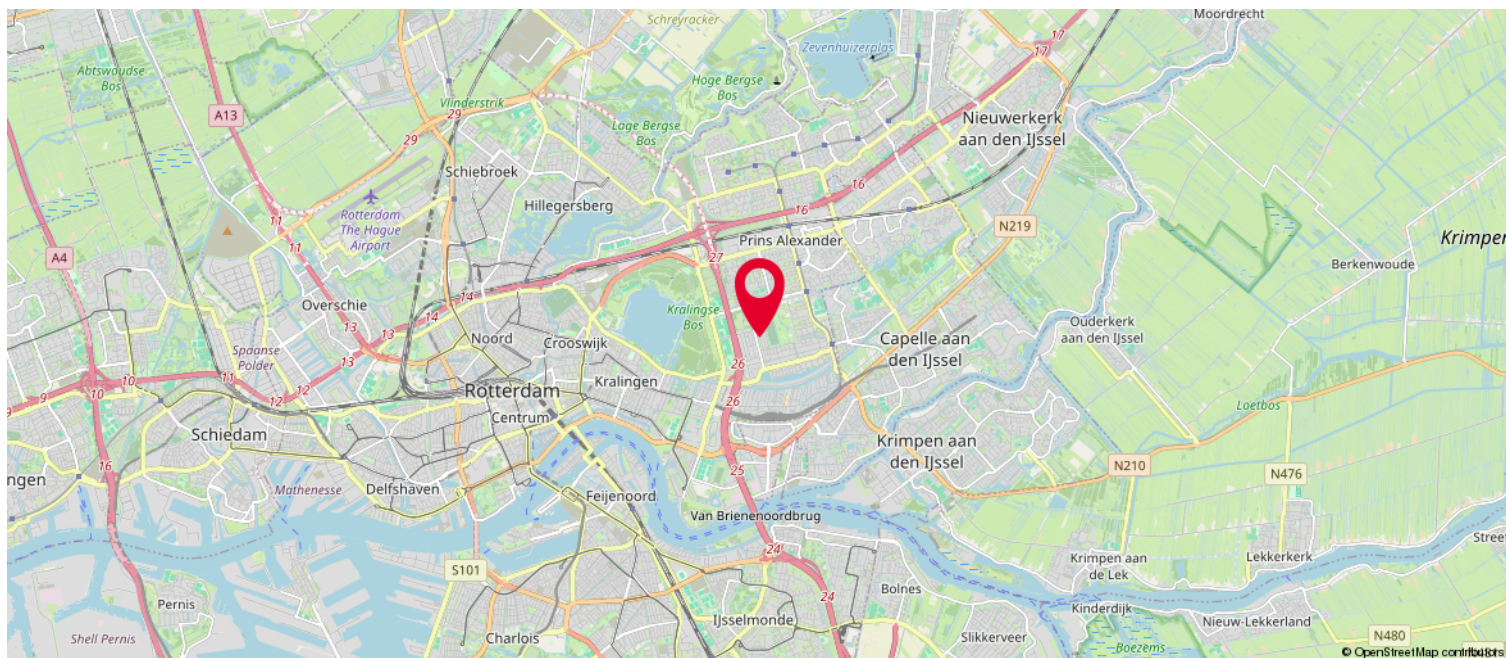 Moordrecht
Schreyracker
17
Zevenhuizerplas
17
Abtswoudse
Bos
Hoge Bergse
Bos
Vlinderstrik
29
A13
Nieuwerkerk
aan den IJssel
Lage Bergse
Bos
29
Schiebroek
16
Rotterdam
The Hague
Airport
Hillegersberg
16
11
N219
Prins Alexander
Krimpen
11
A4
27
Berkenwoude
14
Overschie
13
14
Kralingse
Bos
Ouderkerk
aan den IJssel
13
Noord
Crooswijk
Capelle aan
den IJssel
Spaanse
Polder
13
26
10
11
12
Kralingen
9
9
10
12
Rotterdam
26
Loetbos
Centrum
Schiedam
Krimpen aan
den IJssel
16
25
N210
N476
ngen
Mathenesse
Delfshaven
Feijenoord
Van Brienenoordbrug
Street
24
Krimpen aan
de Lek
Lekkerkerk
S101
Bolnes
24
Pernis
Kinderdijk
IJsselmonde
Nieuw-Lekkerland
Shell Pernis
Charlois
Slikkerveer
Boezems
N480
© OpenStreetMap contributors